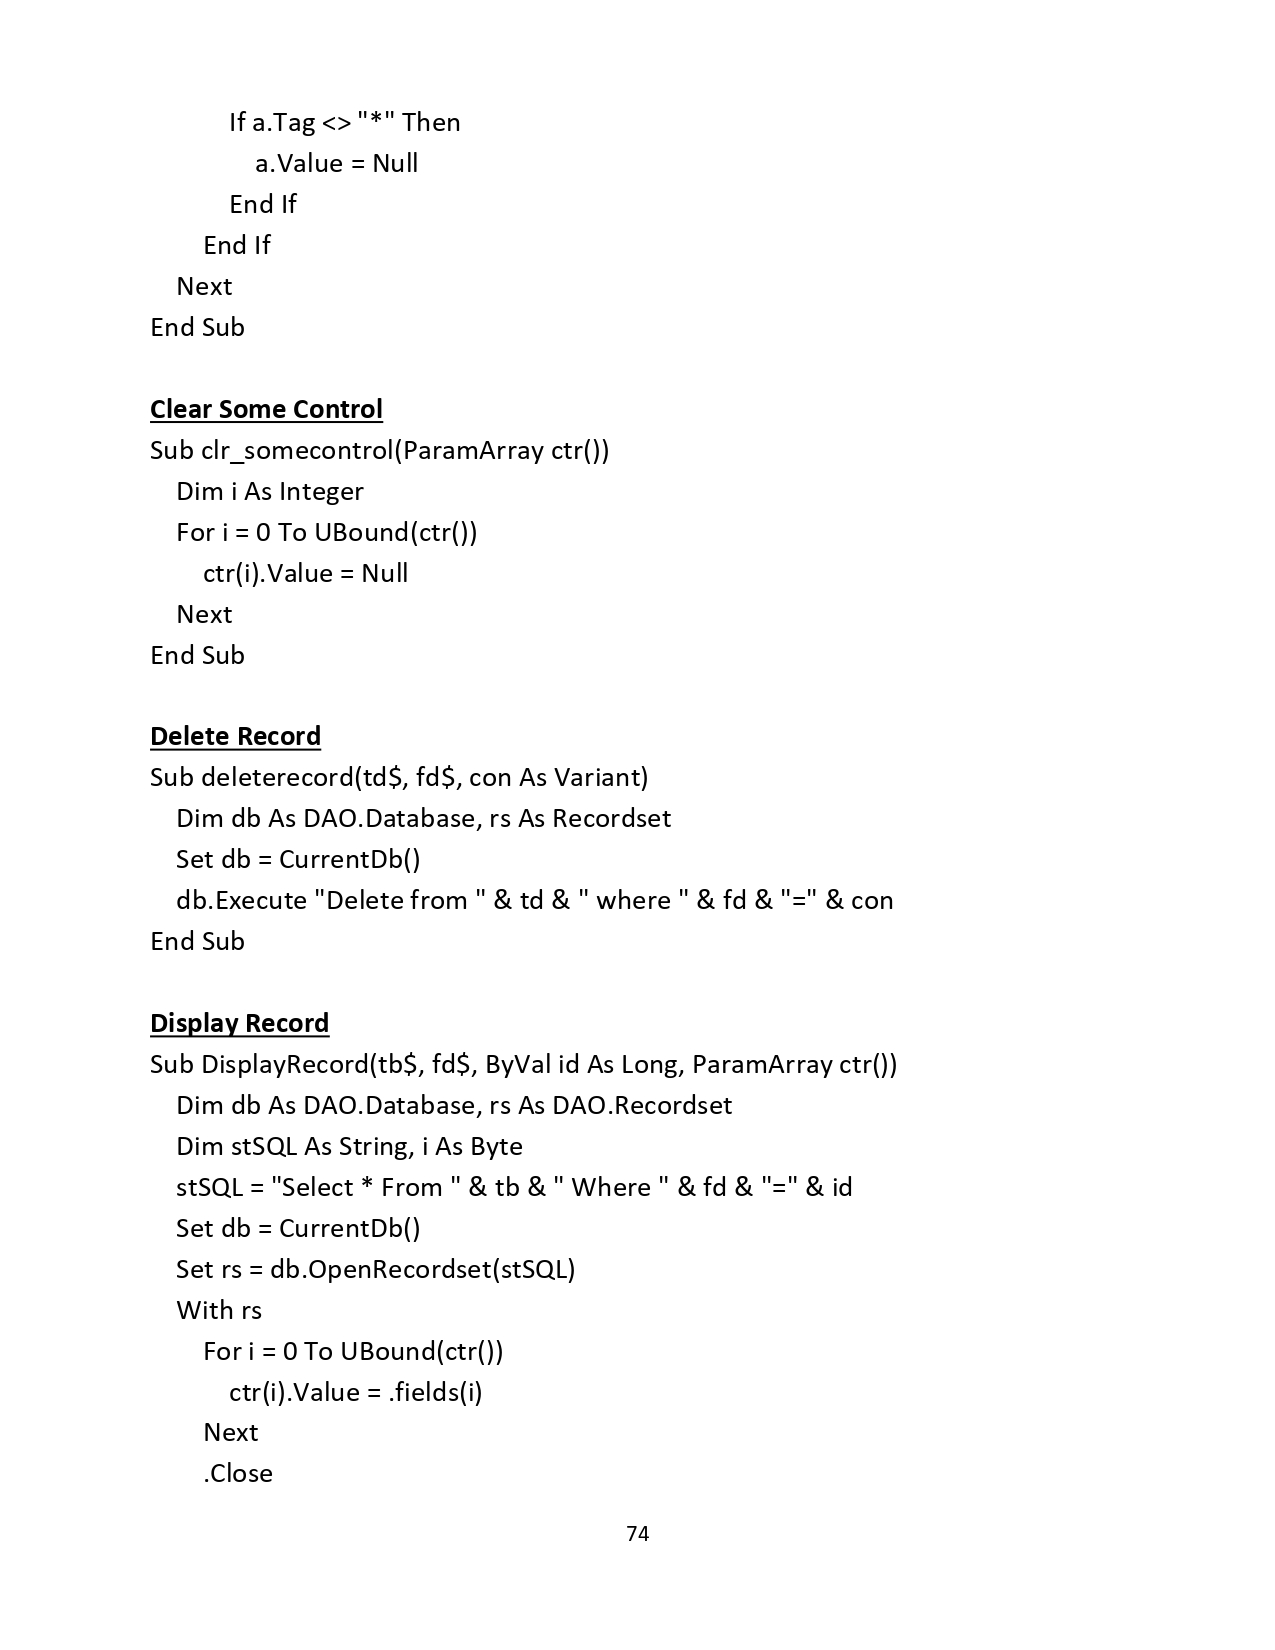 If a.Tag <> "*" Then
a.Value = Null
End If
End If
Next
End Sub
Clear Some Control
Sub clr_somecontrol(ParamArray ctr())
Dim i As Integer
For i = 0 To UBound(ctr())
ctr(i).Value = Null
Next
End Sub
Delete Record
Sub deleterecord(td$, fd$, con As Variant)
Dim db As DAO.Database, rs As Recordset
Set db = CurrentDb()
db.Execute "Delete from " & td & " where " & fd & "=" & con
End Sub
Display Record
Sub DisplayRecord(tb$, fd$, ByVal id As Long, ParamArray ctr())
Dim db As DAO.Database, rs As DAO.Recordset
Dim stSQL As String, i As Byte
stSQL = "Select * From " & tb & " Where " & fd & "=" & id
Set db = CurrentDb()
Set rs = db.OpenRecordset(stSQL)
With rs
For i = 0 To UBound(ctr())
ctr(i).Value = .fields(i)
Next
.Close
74